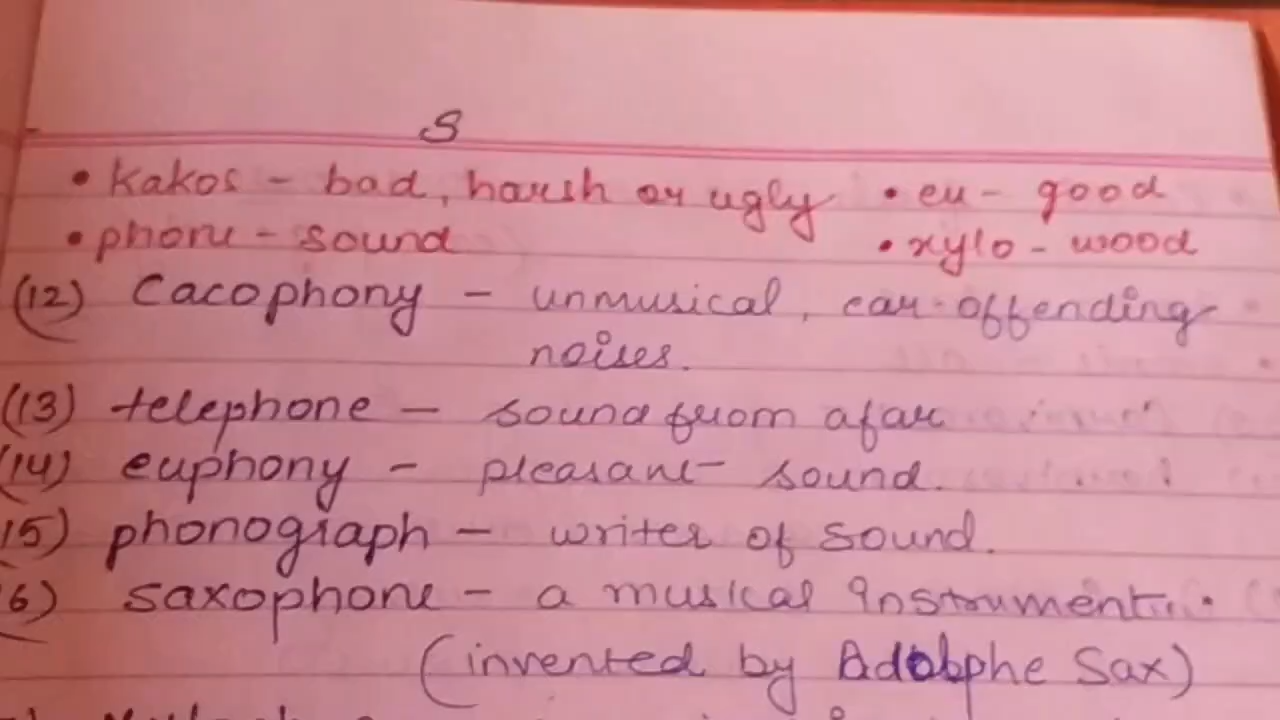 S
• kakos - bad, harsh or ugly • eu - good
• phone - sound • xylo - wood
(12) Cacophony - unmusical, ear-offending
noises.
(13) telephone - sound from afar
(14) euphony - pleasant sound.
15) phonograph - writer of sound.
6) saxophone - a musical instrument.
(invented by Adolphe Sax)